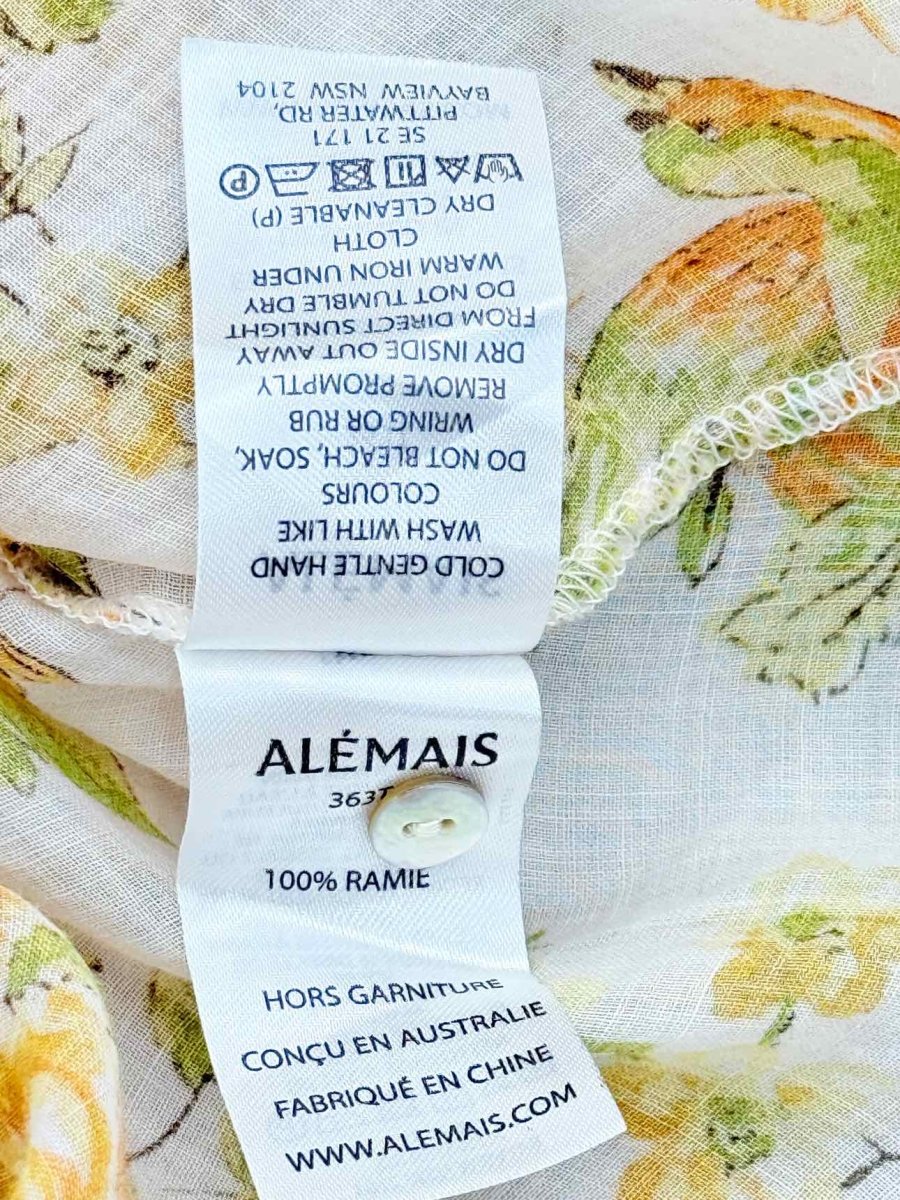 COLD GENTLE HAND
WASH WITH LIKE
COLOURS
DO NOT BLEACH, SOAK,
WRING OR RUB
REMOVE PROMPTLY
DRY INSIDE OUT AWAY
FROM DIRECT SUNLIGHT
DO NOT TUMBLE DRY
WARM IRON UNDER
CLOTH
DRY CLEANABLE (P)
P
SE 21 171
PITTWATER RD,
BAYVIEW NSW 2104
ALÉMAIS
363T
100% RAMIE
HORS GARNITURE
CONÇU EN AUSTRALIE
FABRIQUÉ EN CHINE
WWW.ALEMAIS.COM